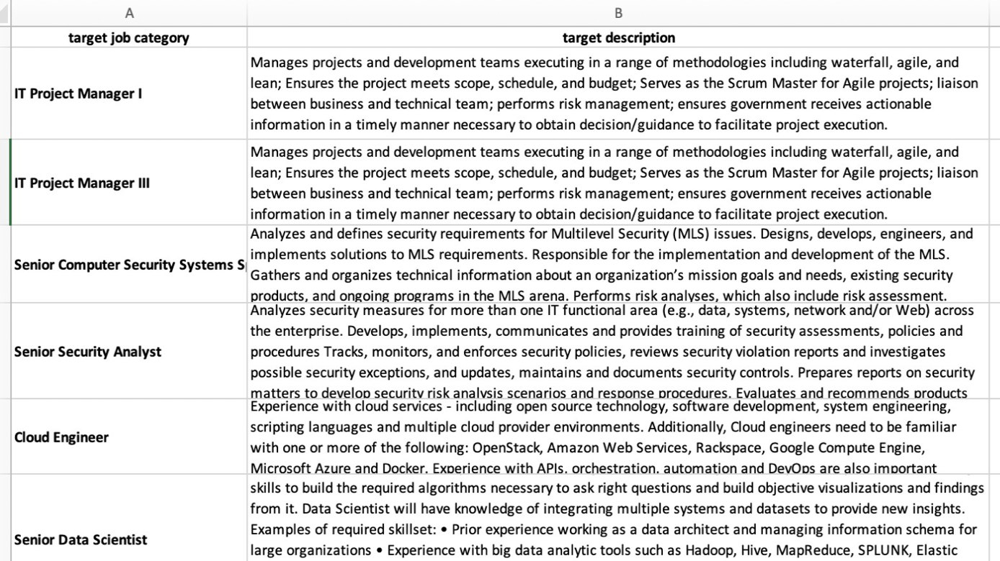 A
B
target job category
target description
IT Project Manager I
Manages projects and development teams executing in a range of methodologies including waterfall, agile, and
lean; Ensures the project meets scope, schedule, and budget; Serves as the Scrum Master for Agile projects; liaison
between business and technical team; performs risk management; ensures government receives actionable
information in a timely manner necessary to obtain decision/guidance to facilitate project execution.
IT Project Manager III
Manages projects and development teams executing in a range of methodologies including waterfall, agile, and
lean; Ensures the project meets scope, schedule, and budget; Serves as the Scrum Master for Agile projects; liaison
between business and technical team; performs risk management; ensures government receives actionable
information in a timely manner necessary to obtain decision/guidance to facilitate project execution.
Senior Computer Security Systems S
Analyzes and defines security requirements for Multilevel Security (MLS) issues. Designs, develops, engineers, and
implements solutions to MLS requirements. Responsible for the implementation and development of the MLS.
Gathers and organizes technical information about an organization’s mission goals and needs, existing security
products, and ongoing programs in the MLS arena. Performs risk analyses, which also include risk assessment.
Senior Security Analyst
Analyzes security measures for more than one IT functional area (e.g., data, systems, network and/or Web) across
the enterprise. Develops, implements, communicates and provides training of security assessments, policies and
procedures Tracks, monitors, and enforces security policies, reviews security violation reports and investigates
possible security exceptions, and updates, maintains and documents security controls. Prepares reports on security
matters to develop security risk analysis scenarios and response procedures. Evaluates and recommends products
Cloud Engineer
Experience with cloud services - including open source technology, software development, system engineering,
scripting languages and multiple cloud provider environments. Additionally, Cloud engineers need to be familiar
with one or more of the following: OpenStack, Amazon Web Services, Rackspace, Google Compute Engine,
Microsoft Azure and Docker. Experience with APIs, orchestration, automation and DevOps are also important
Senior Data Scientist
skills to build the required algorithms necessary to ask right questions and build objective visualizations and findings
from it. Data Scientist will have knowledge of integrating multiple systems and datasets to provide new insights.
Examples of required skillset: • Prior experience working as a data architect and managing information schema for
large organizations • Experience with big data analytic tools such as Hadoop, Hive, MapReduce, SPLUNK, Elastic